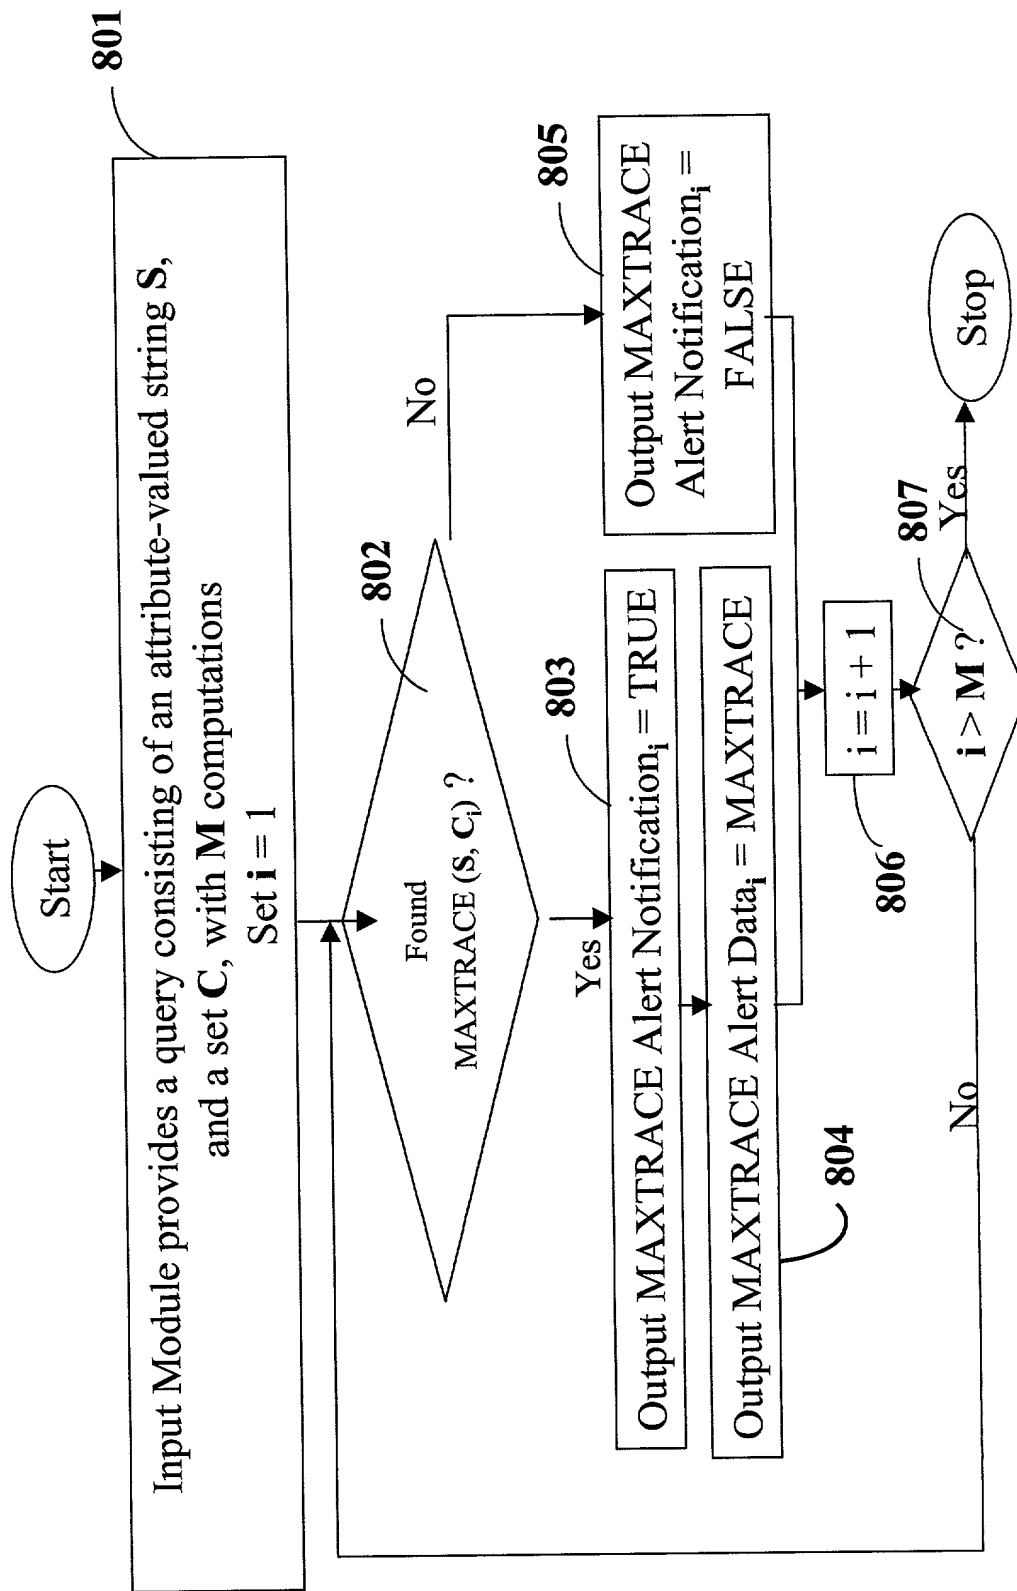 Start
801
Input Module provides a query consisting of an attribute-valued string S,
and a set C, with M computations
Set i = 1
802
Found
MAXTRACE (S, Ci) ?
No
Yes
803
Output MAXTRACE Alert Notificationi = TRUE
Output MAXTRACE Alert Datai = MAXTRACE
804
805
Output MAXTRACE
Alert Notificationi =
FALSE
806
i = i + 1
807
i > M ?
Yes
Stop
No